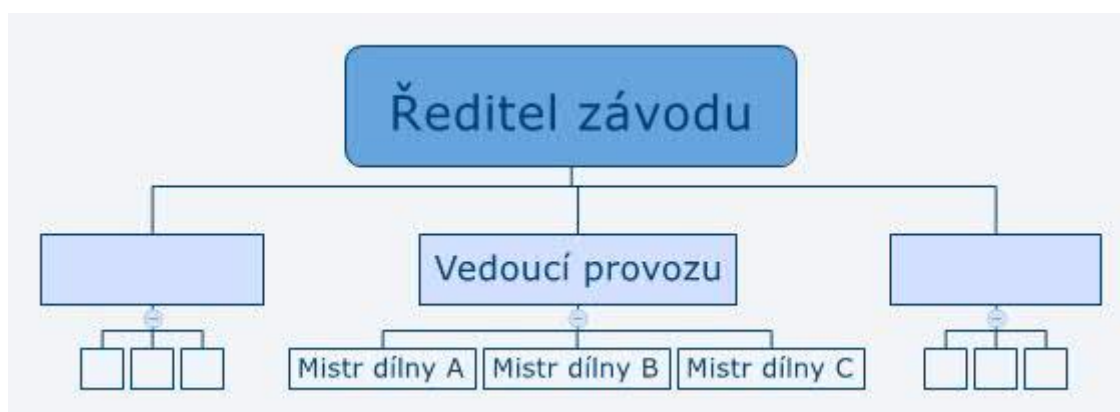 Ředitel závodu
Vedoucí provozu
Mistr dílny A
Mistr dílny B
Mistr dílny C